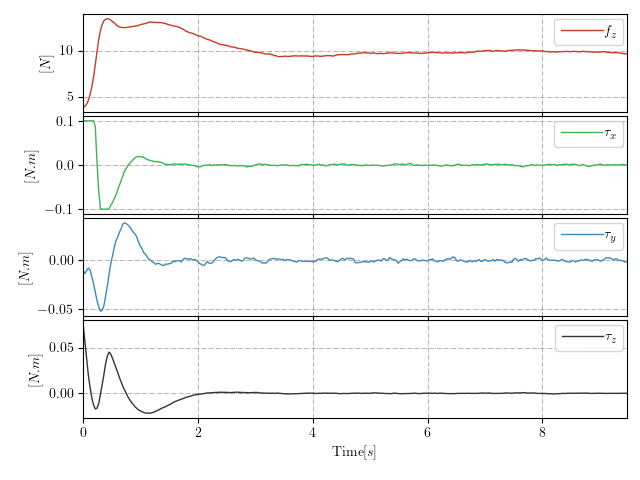 10
5
[N]
f_z
0.1
0.0
−0.1
[N.m]
τ_x
0.00
−0.05
[N.m]
τ_y
0.05
0.00
[N.m]
τ_z
0 2 4 6 8
Time[s]